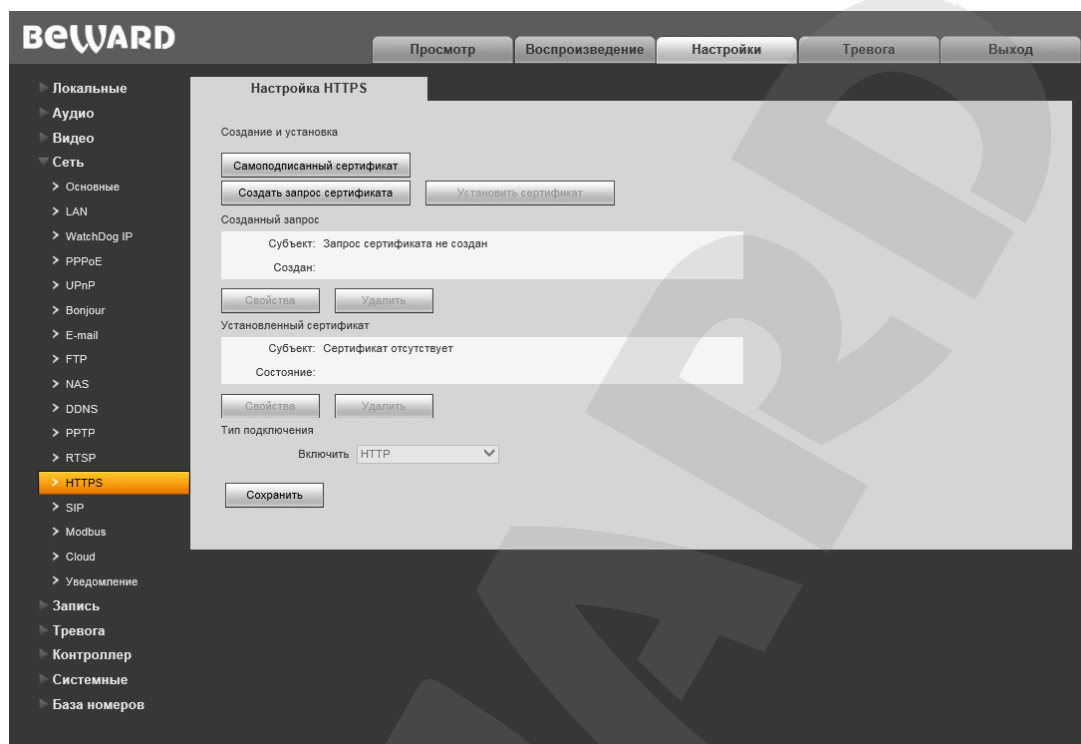 BEWARD
Просмотр
Воспроизведение
Настройки
Тревога
Выход
Локальные
Аудио
Видео
Сеть
Основные
LAN
WatchDog IP
PPPoE
UPnP
Bonjour
E-mail
FTP
NAS
DDNS
PPTP
RTSP
HTTPS
SIP
Modbus
Cloud
Уведомление
Запись
Тревога
Контроллер
Системные
База номеров
Настройка HTTPS
Создание и установка
Самоподписанный сертификат
Создать запрос сертификата Установить сертификат
Созданный запрос
Субъект: Запрос сертификата не создан
Создан:
Свойства Удалить
Установленный сертификат
Субъект: Сертификат отсутствует
Состояние:
Свойства Удалить
Тип подключения
Включить HTTP
Сохранить